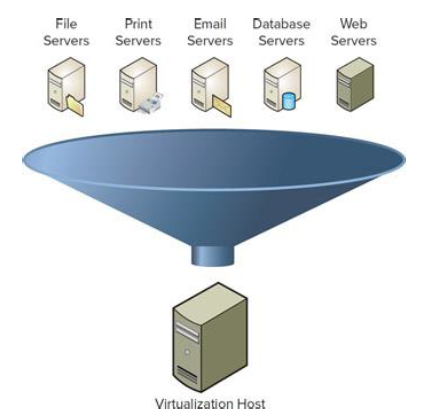 File Print Email Database Web
Servers Servers Servers Servers Servers
Virtualization Host